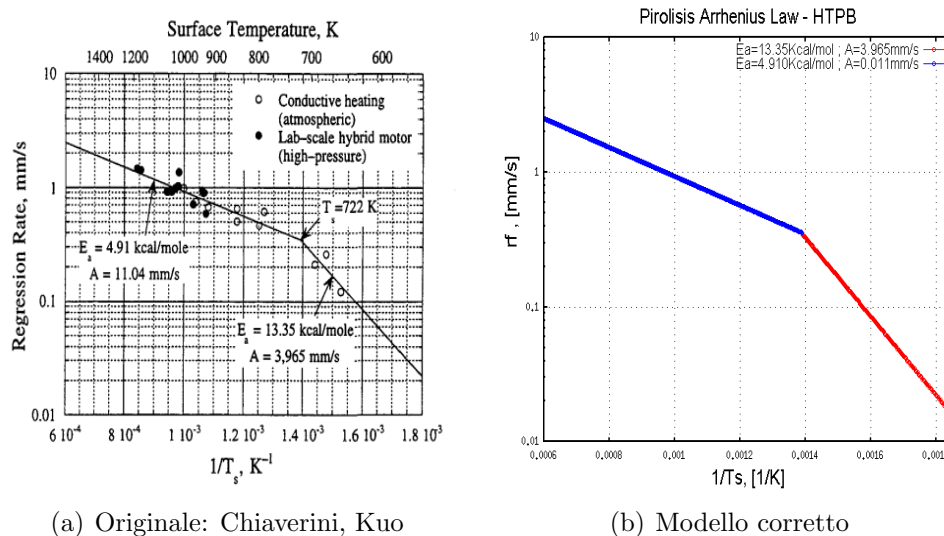 Surface Temperature, K
1400 1200 1000 900 800 700 600
10
1
0.1
0.01
Regression Rate, mm/s
Conductive heating
(atmospheric)
Lab-scale hybrid motor
(high-pressure)
T_s=722 K
E_a = 4.91 kcal/mole
A = 11.04 mm/s
E_a = 13.35 kcal/mole
A = 3,965 mm/s
6 10^-4 8 10^-4 1 10^-3 1.2 10^-3 1.4 10^-3 1.6 10^-3 1.8 10^-3
1/T_s, K^-1
(a) Originale: Chiaverini, Kuo
Pirolisis Arrhenius Law - HTPB
Ea=13.35Kcal/mol ; A=3.965mm/s
Ea=4.910Kcal/mol ; A=0.011mm/s
10
1
0.1
0.01
rf, [mm/s]
0.0006 0.0008 0.001 0.0012 0.0014 0.0016 0.0018
1/Ts, [1/K]
(b) Modello corretto